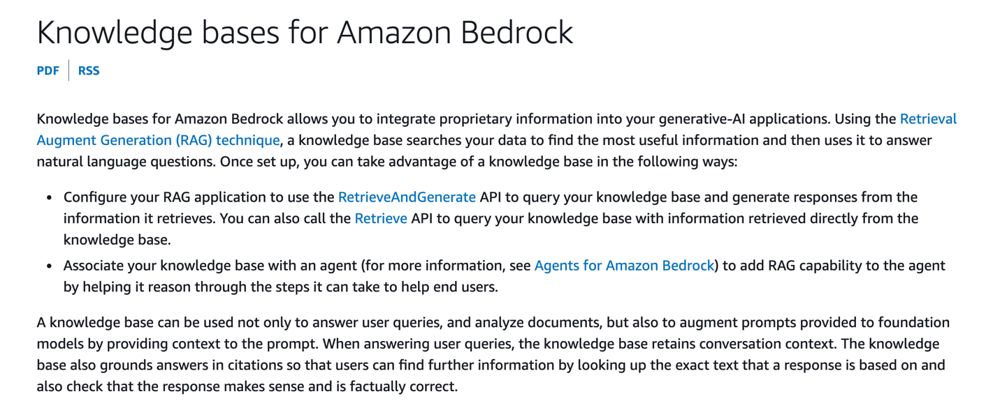 Knowledge bases for Amazon Bedrock
PDF | RSS
Knowledge bases for Amazon Bedrock allows you to integrate proprietary information into your generative-AI applications. Using the Retrieval
Augment Generation (RAG) technique, a knowledge base searches your data to find the most useful information and then uses it to answer
natural language questions. Once set up, you can take advantage of a knowledge base in the following ways:
• Configure your RAG application to use the RetrieveAndGenerate API to query your knowledge base and generate responses from the
information it retrieves. You can also call the Retrieve API to query your knowledge base with information retrieved directly from the
knowledge base.
• Associate your knowledge base with an agent (for more information, see Agents for Amazon Bedrock) to add RAG capability to the agent
by helping it reason through the steps it can take to help end users.
A knowledge base can be used not only to answer user queries, and analyze documents, but also to augment prompts provided to foundation
models by providing context to the prompt. When answering user queries, the knowledge base retains conversation context. The knowledge
base also grounds answers in citations so that users can find further information by looking up the exact text that a response is based on and
also check that the response makes sense and is factually correct.